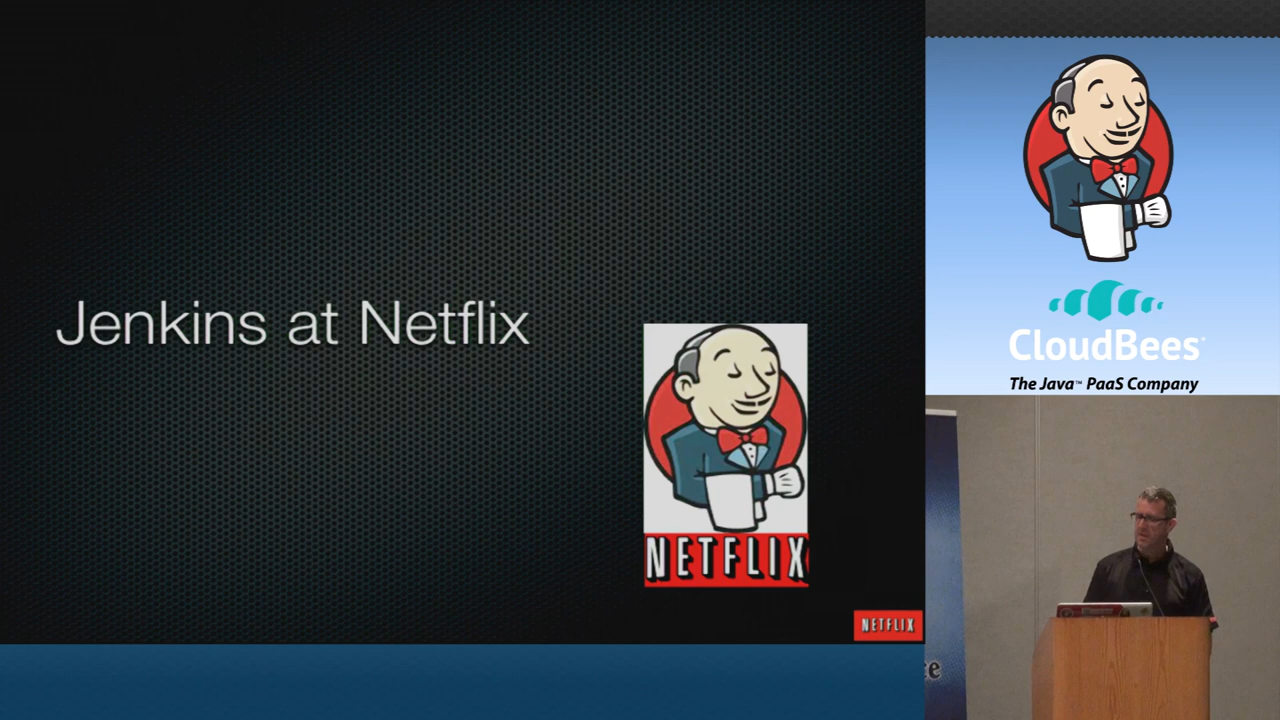 Jenkins at Netflix
NETFLIX
NETFLIX
CloudBees
The Java™ PaaS Company